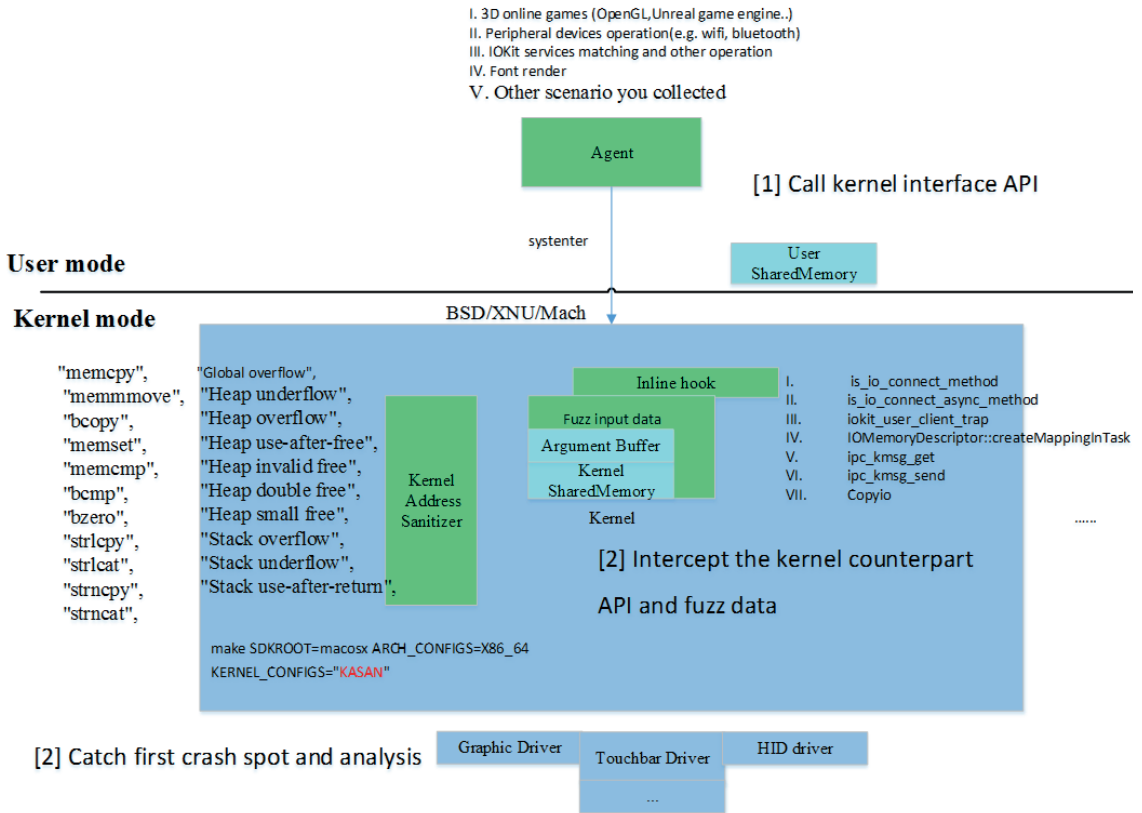 I. 3D online games (OpenGL,Unreal game engine..)
II. Peripheral devices operation(e.g. wifi, bluetooth)
III. IOKit services matching and other operation
IV. Font render
V. Other scenario you collected
Agent
[1] Call kernel interface API
systenter
User
SharedMemory
User mode
Kernel mode
BSD/XNU/Mach
"memcpy",
"memmmove",
"bcopy",
"memset",
"memcmp",
"bcmp",
"bzero",
"strlcpy",
"strlcat",
"strncpy",
"strncat",
"Global overflow",
"Heap underflow",
"Heap overflow",
"Heap use-after-free",
"Heap invalid free",
"Heap double free",
"Heap small free",
"Stack overflow",
"Stack underflow",
"Stack use-after-return",
Kernel
Address
Sanitizer
Inline hook
Fuzz input data
Argument Buffer
Kernel
SharedMemory
Kernel
I. is_io_connect_method
II. is_io_connect_async_method
III. iokit_user_client_trap
IV. IOMemoryDescriptor::createMappingInTask
V. ipc_kmsg_get
VI. ipc_kmsg_send
VII. Copyio
......
[2] Intercept the kernel counterpart
API and fuzz data
make SDKROOT=macosx ARCH_CONFIGS=X86_64
KERNEL_CONFIGS="KASAN"
[2] Catch first crash spot and analysis
Graphic Driver
Touchbar Driver
HID driver
...